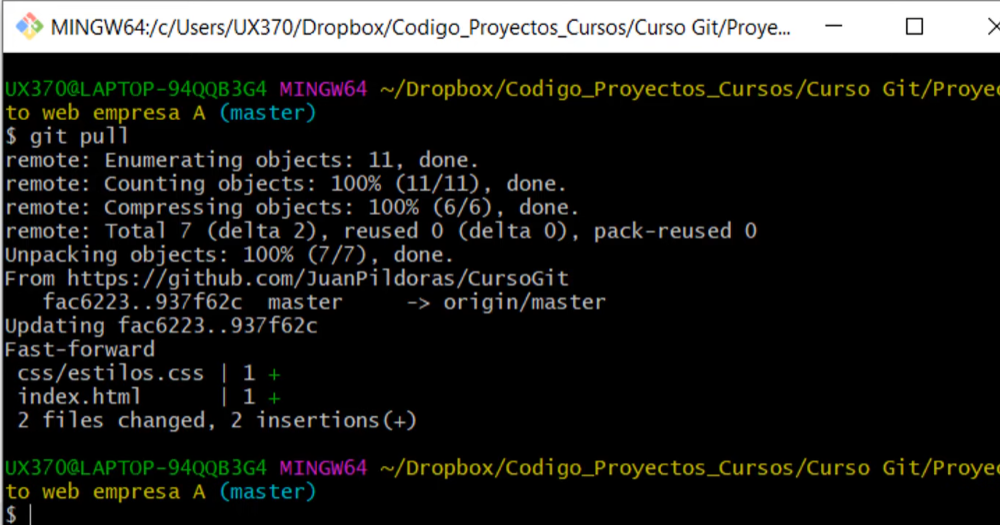 MINGW64:/c/Users/UX370/Dropbox/Codigo_Proyectos_Cursos/Curso Git/Proye...
UX370@LAPTOP-94QQB3G4 MINGW64 ~/Dropbox/Codigo_Proyectos_Cursos/Curso Git/Proyec
to web empresa A (master)
$ git pull
remote: Enumerating objects: 11, done.
remote: Counting objects: 100% (11/11), done.
remote: Compressing objects: 100% (6/6), done.
remote: Total 7 (delta 2), reused 0 (delta 0), pack-reused 0
Unpacking objects: 100% (7/7), done.
From https://github.com/JuanPildoras/CursoGit
   fac6223..937f62c  master     -> origin/master
Updating fac6223..937f62c
Fast-forward
 css/estilos.css | 1 +
 index.html      | 1 +
 2 files changed, 2 insertions(+)
UX370@LAPTOP-94QQB3G4 MINGW64 ~/Dropbox/Codigo_Proyectos_Cursos/Curso Git/Proyec
to web empresa A (master)
$